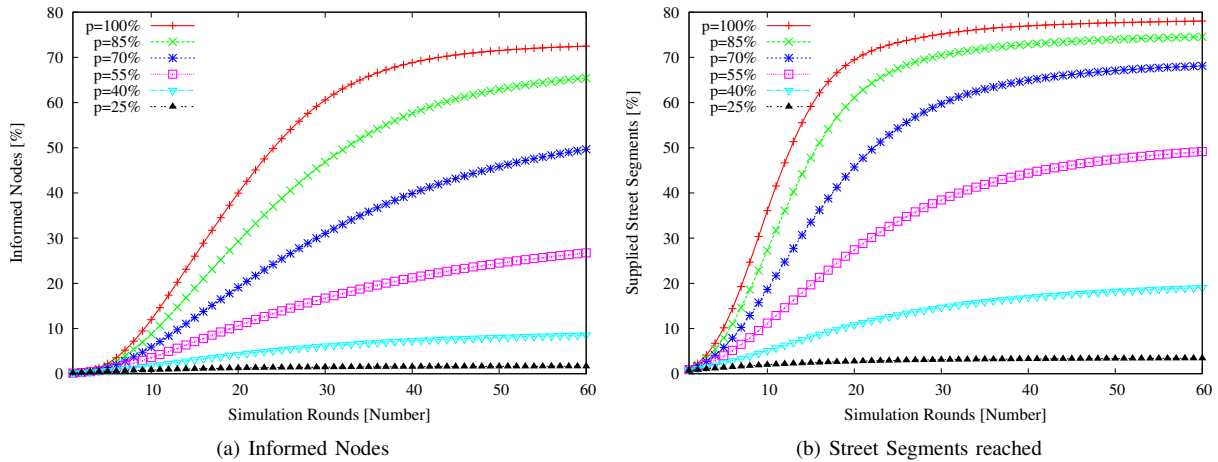 80
70
60
50
40
30
20
10
0
10 20 30 40 50 60
Informed Nodes [%]
Simulation Rounds [Number]
p=100%
p=85%
p=70%
p=55%
p=40%
p=25%
(a) Informed Nodes
80
70
60
50
40
30
20
10
0
10 20 30 40 50 60
Supplied Street Segments [%]
Simulation Rounds [Number]
p=100%
p=85%
p=70%
p=55%
p=40%
p=25%
(b) Street Segments reached